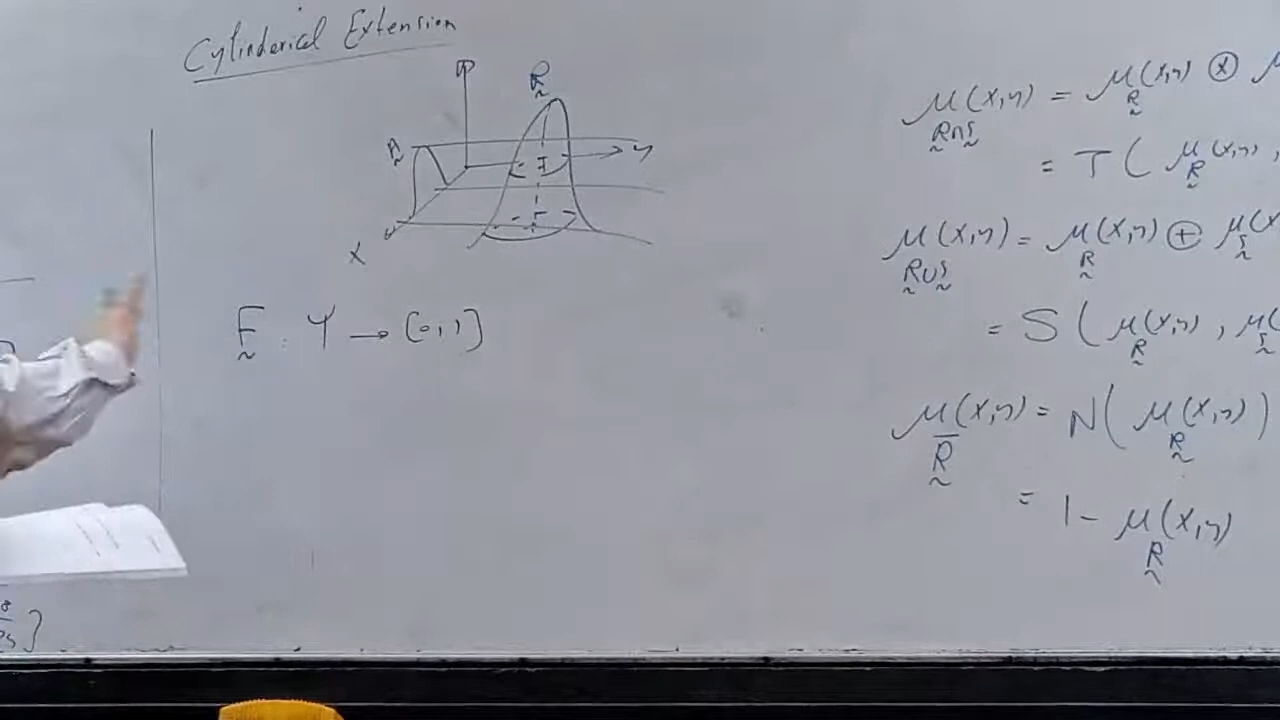 Cylinderical Extension
R
A
y
x
F : Y → [0,1]
μ (x,y) = μ (x,y) ⊗ μ
R∩S R
= T ( μ (x,y),
R
μ (x,y) = μ (x,y) ⊕ μ (x
R∪S R S
= S ( μ (x,y) , μ (
R S
μ (x,y) = N( μ (x,y) )
R̅ R
= 1 - μ (x,y)
R